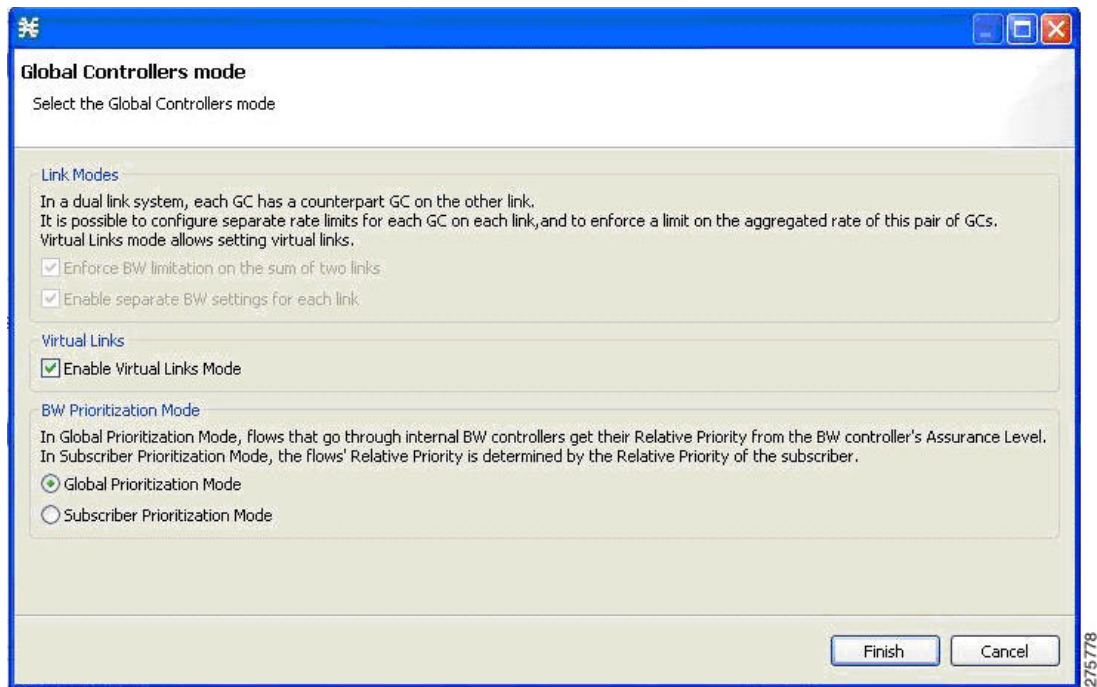 Global Controllers mode
Select the Global Controllers mode
Link Modes
In a dual link system, each GC has a counterpart GC on the other link.
It is possible to configure separate rate limits for each GC on each link,and to enforce a limit on the aggregated rate of this pair of GCs.
Virtual Links mode allows setting virtual links.
Enforce BW limitation on the sum of two links
Enable separate BW settings for each link
Virtual Links
Enable Virtual Links Mode
BW Prioritization Mode
In Global Prioritization Mode, flows that go through internal BW controllers get their Relative Priority from the BW controller's Assurance Level.
In Subscriber Prioritization Mode, the flows' Relative Priority is determined by the Relative Priority of the subscriber.
Global Prioritization Mode
Subscriber Prioritization Mode
Finish
Cancel
275778